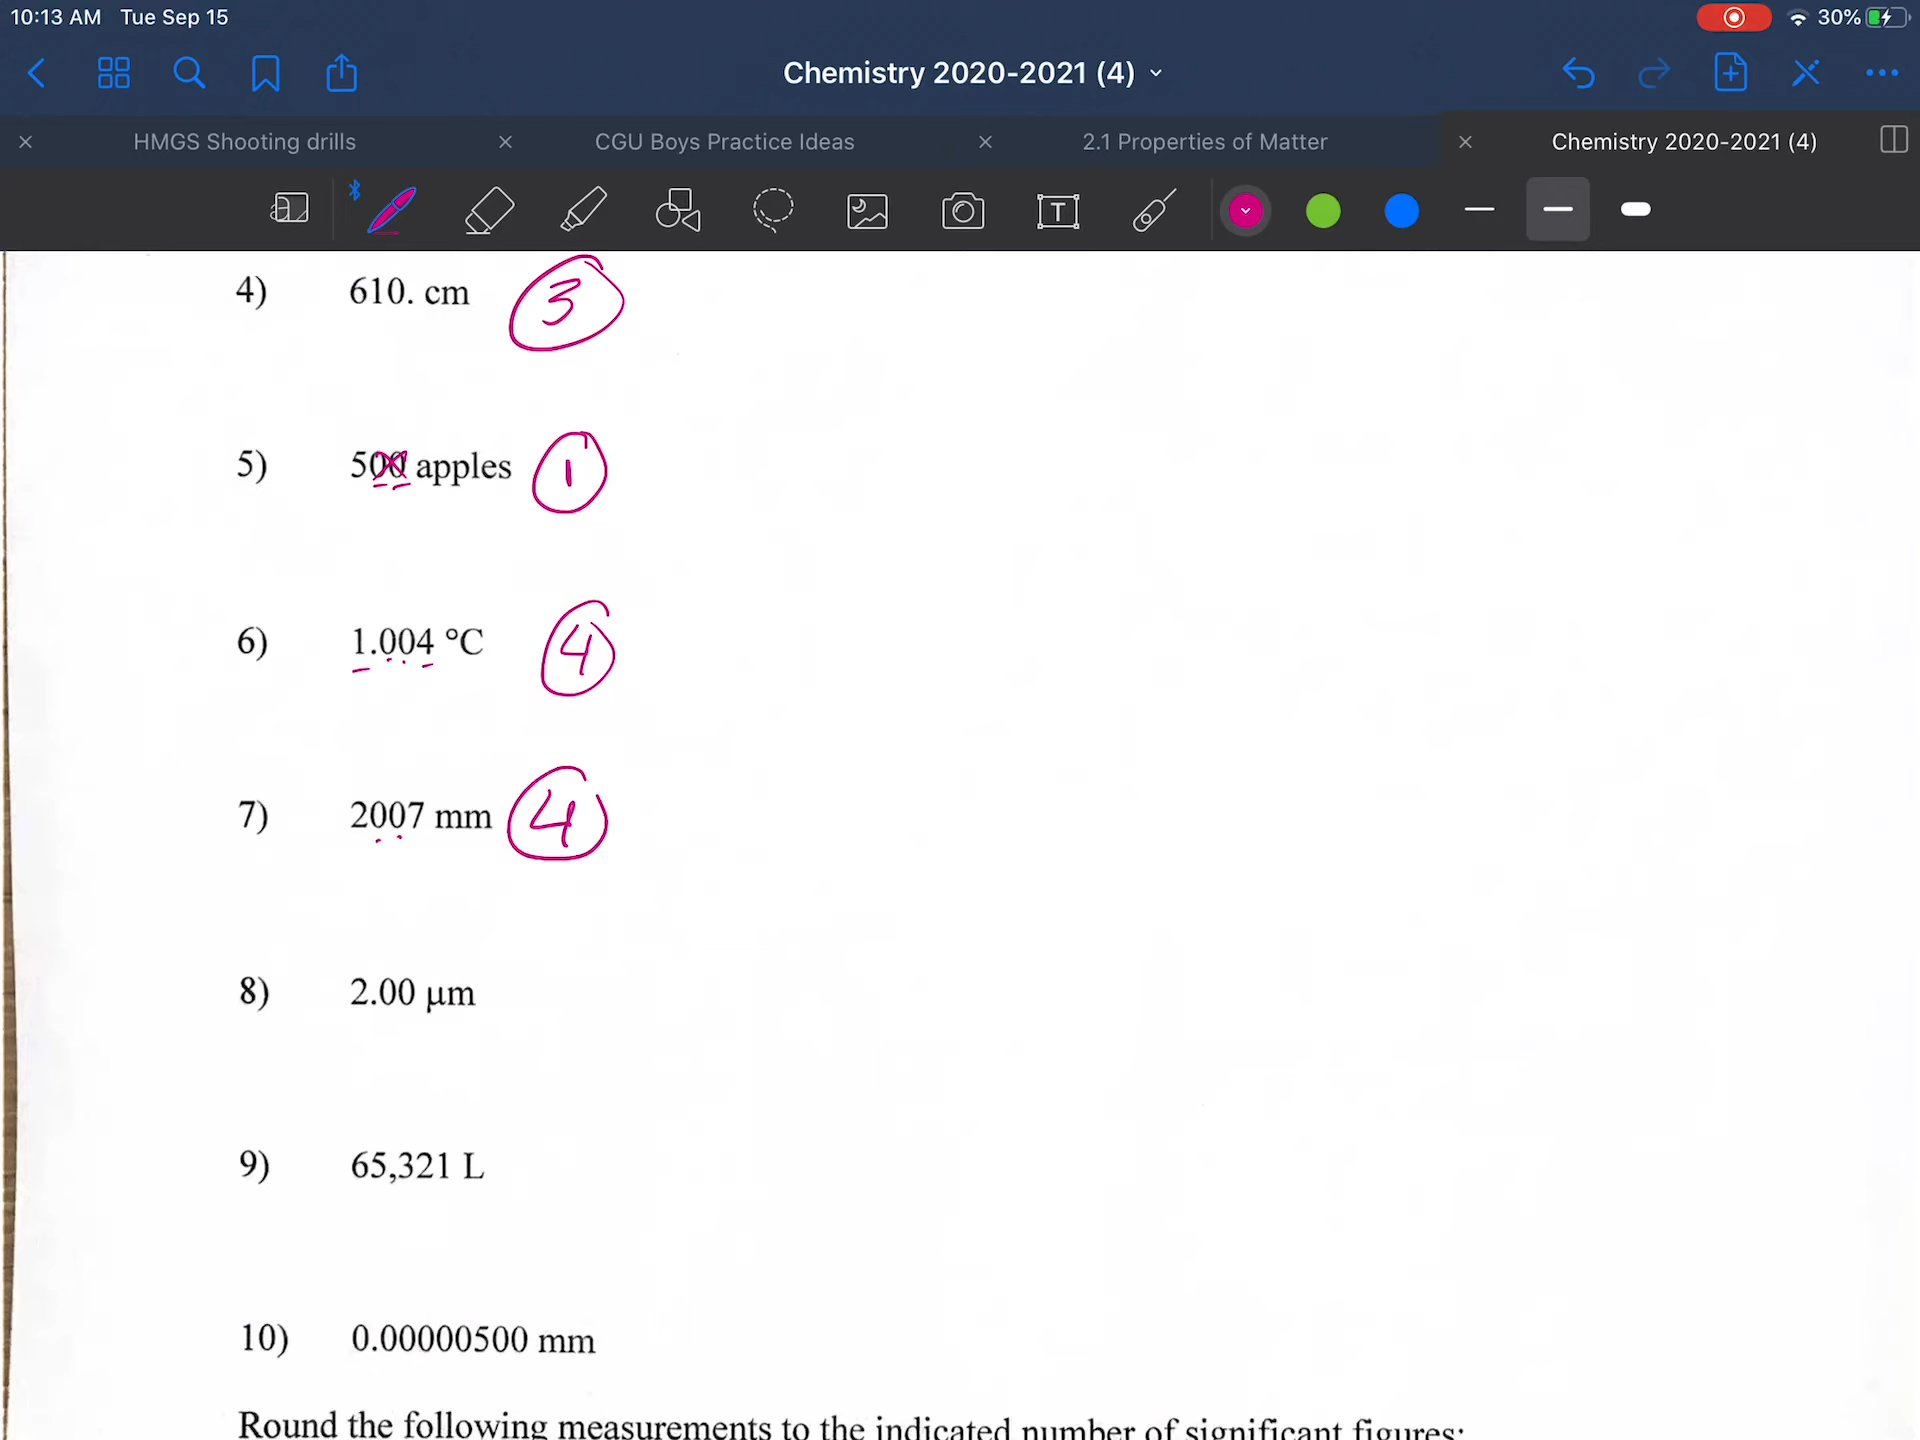 10:13 AM Tue Sep 15
30%
Chemistry 2020-2021 (4)
HMGS Shooting drills
CGU Boys Practice Ideas
2.1 Properties of Matter
Chemistry 2020-2021 (4)
4) 610. cm 3
5) 500 apples 1
6) 1.004 °C 4
7) 2007 mm 4
8) 2.00 μm
9) 65,321 L
10) 0.00000500 mm
Round the following measurements to the indicated number of significant figures: